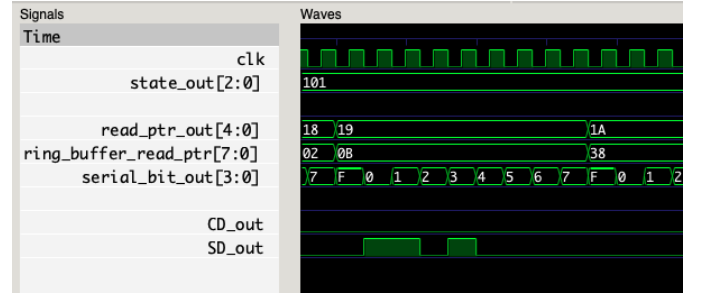 Signals Waves
Time
clk
state_out[2:0] 101
read_ptr_out[4:0] 18 19 1A
ring_buffer_read_ptr[7:0] 02 0B 38
serial_bit_out[3:0] 7 F 0 1 2 3 4 5 6 7 F 0 1 2
CD_out
SD_out